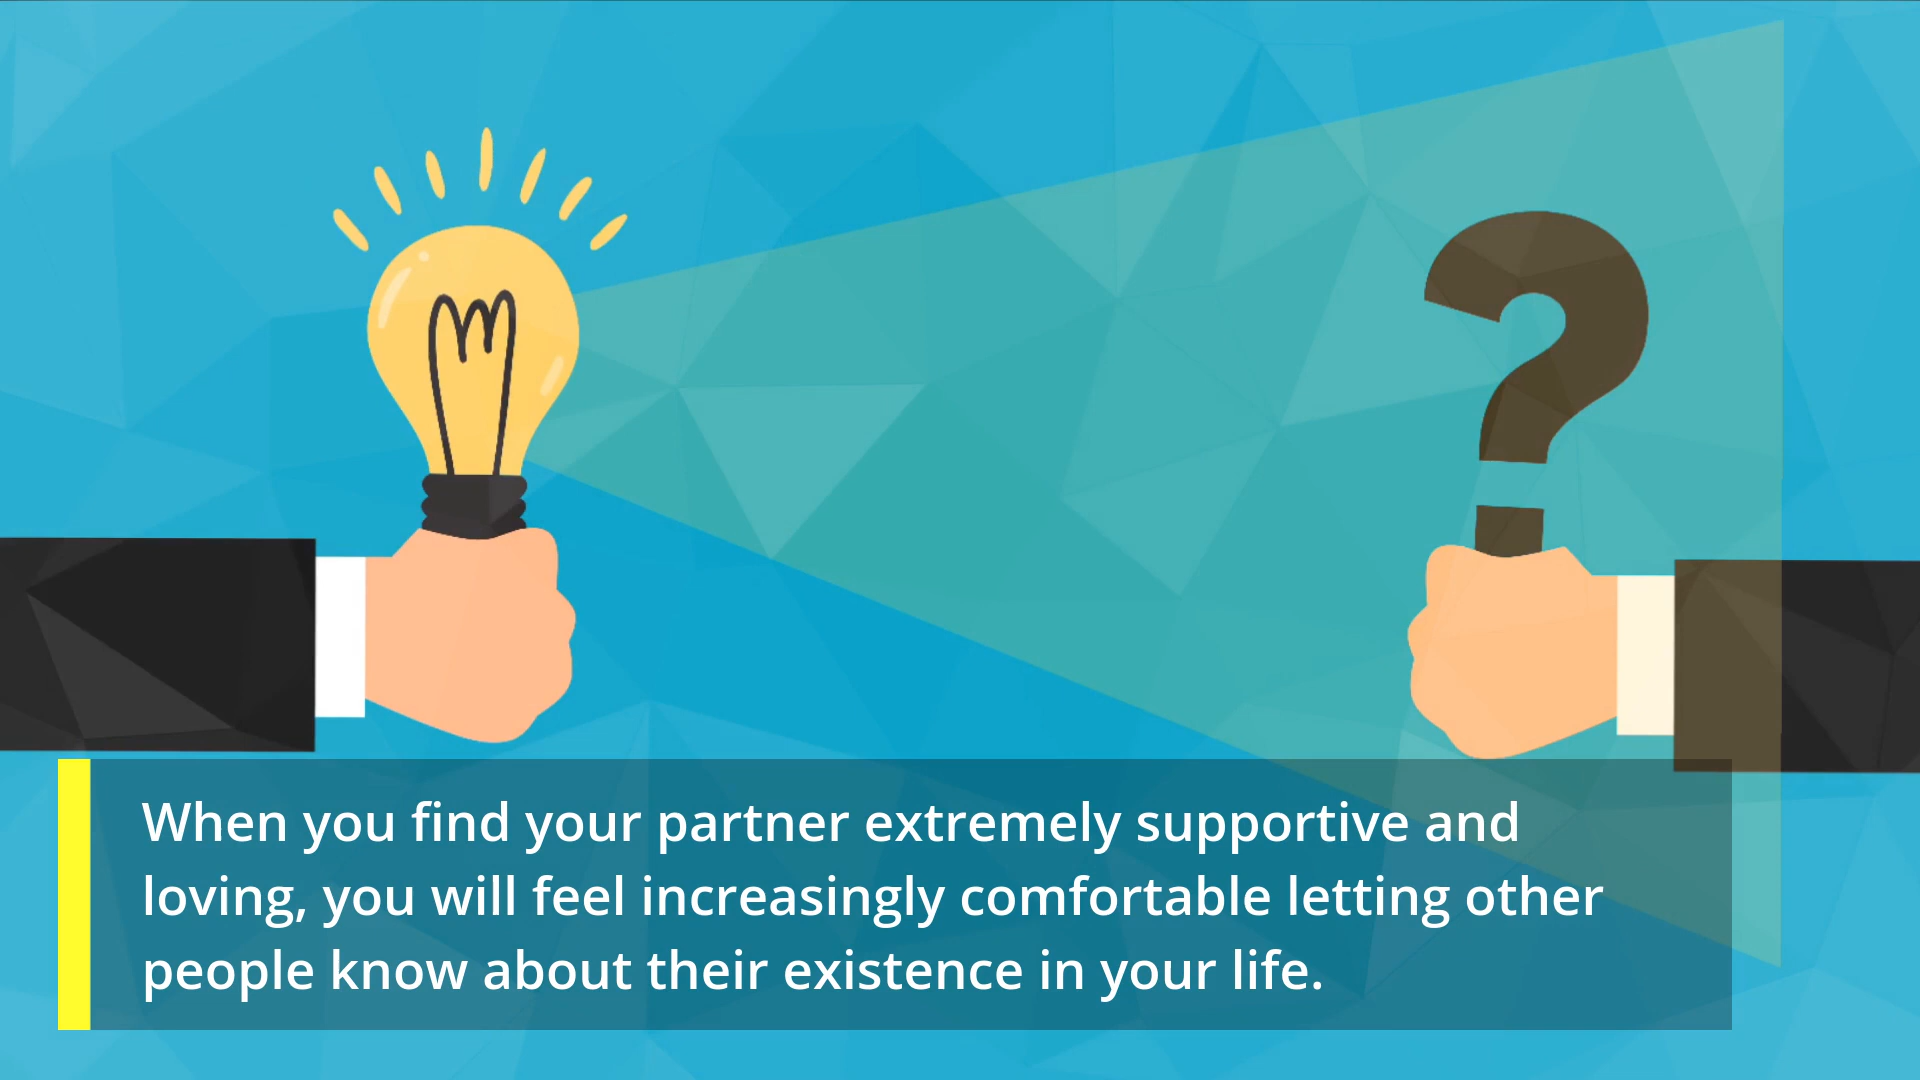 When you find your partner extremely supportive and
loving, you will feel increasingly comfortable letting other
people know about their existence in your life.